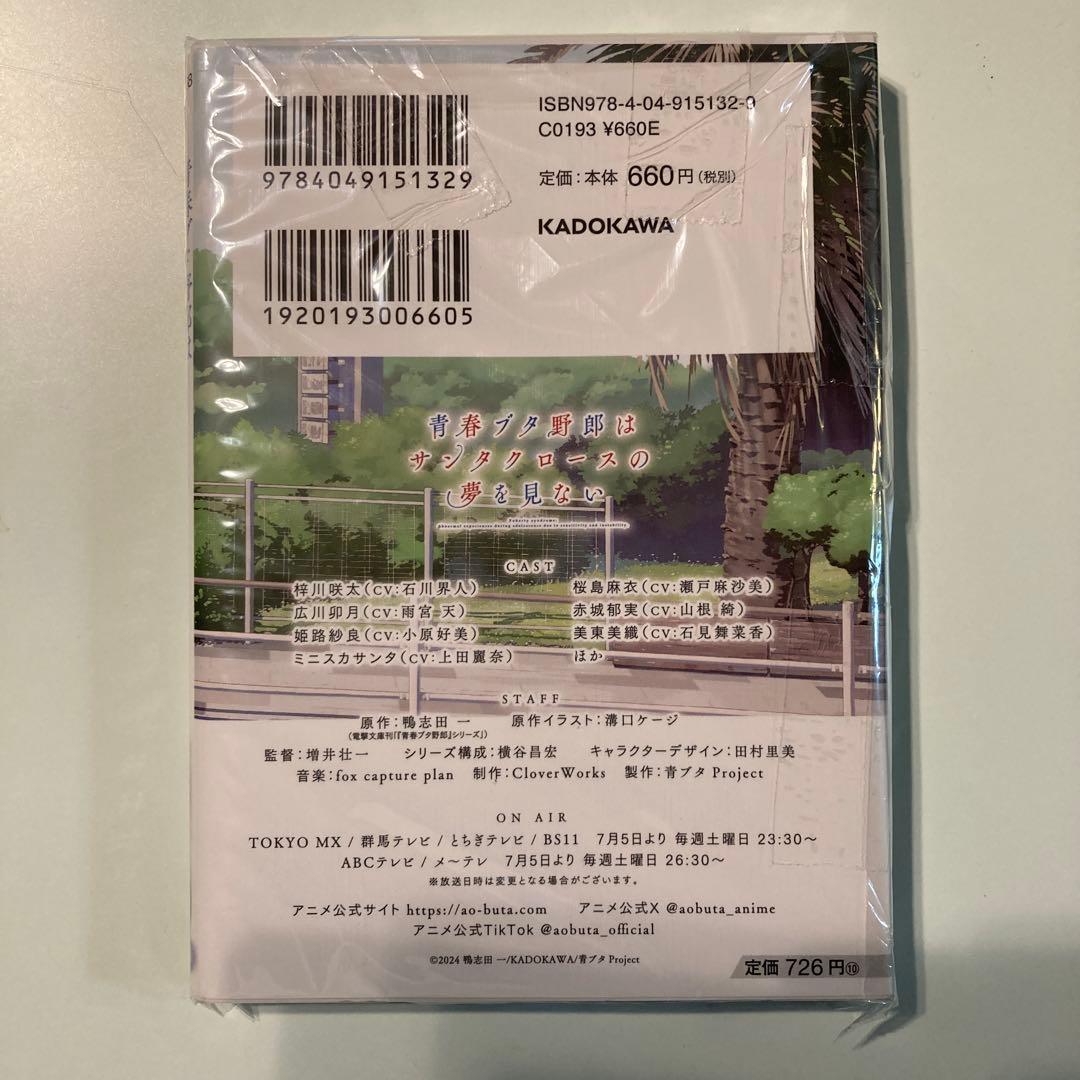 ISBN978-4-04-915132-9
C0193 ¥660E
定価:本体 660円(税別)
KADOKAWA
9784049151329
1920193006605
青春ブタ野郎は
サンタクロースの
夢を見ない
Puberty syndrome:
abnormal experiences during adolescence due to sensitivity and instability.
CAST
梓川咲太(CV:石川界人) 桜島麻衣(CV:瀬戸麻沙美)
広川卯月(CV:雨宮 天) 赤城郁実(CV:山根 綺)
姫路紗良(CV:小原好美) 美東美織(CV:石見舞菜香)
ミニスカサンタ(CV:上田麗奈) ほか
STAFF
原作:鴨志田 一 原作イラスト:溝口ケージ
(電撃文庫刊「『青春ブタ野郎』シリーズ」)
監督:増井壮一 シリーズ構成:横谷昌宏 キャラクターデザイン:田村里美
音楽:fox capture plan 制作:CloverWorks 製作:青ブタ Project
ON AIR
TOKYO MX / 群馬テレビ / とちぎテレビ / BS11 7月5日より 毎週土曜日 23:30〜
ABCテレビ / メ〜テレ 7月5日より 毎週土曜日 26:30〜
※放送日時は変更となる場合がございます。
アニメ公式サイト https://ao-buta.com アニメ公式X @aobuta_anime
アニメ公式TikTok @aobuta_official
©2024 鴨志田 一/KADOKAWA/青ブタ Project
定価 726円⑩